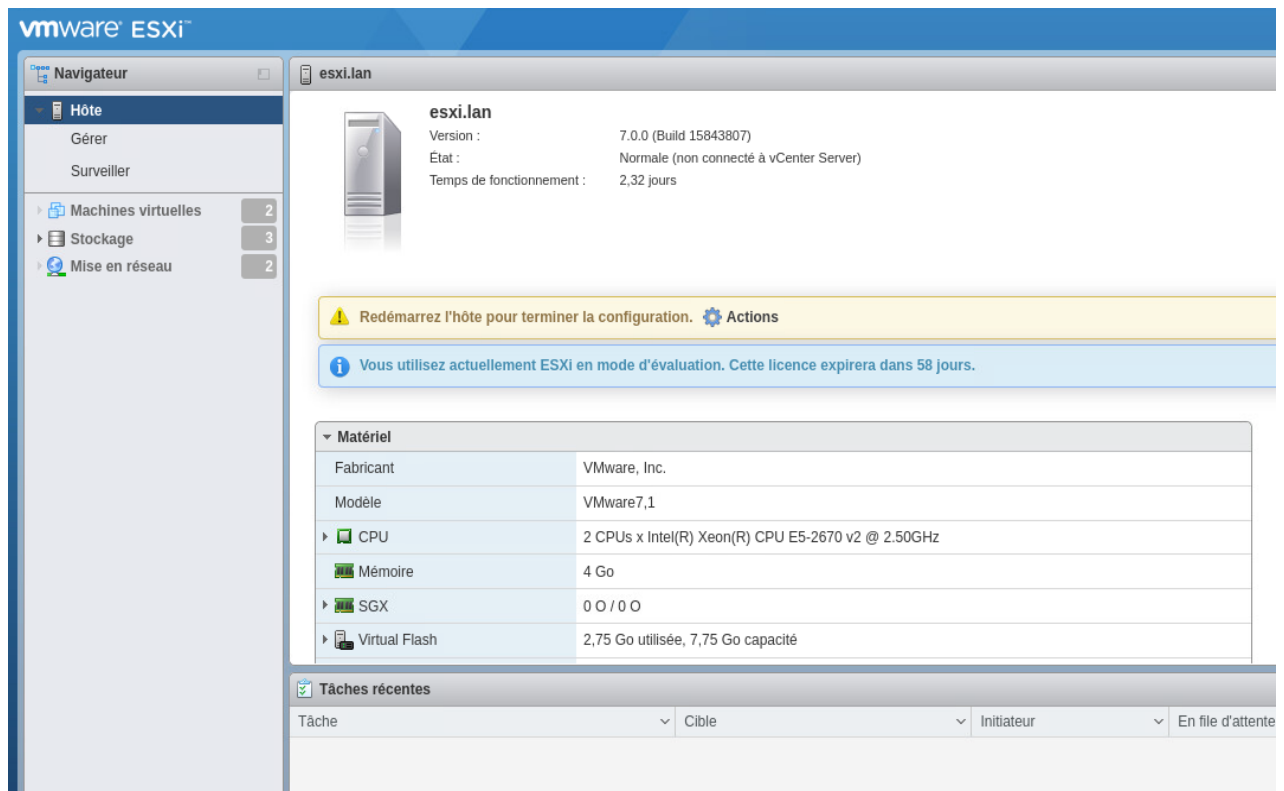 vmware ESXi™
Navigateur
Hôte
Gérer
Surveiller
Machines virtuelles 2
Stockage 3
Mise en réseau 2
esxi.lan
esxi.lan
Version : 7.0.0 (Build 15843807)
État : Normale (non connecté à vCenter Server)
Temps de fonctionnement : 2,32 jours
Redémarrez l'hôte pour terminer la configuration. Actions
Vous utilisez actuellement ESXi en mode d'évaluation. Cette licence expirera dans 58 jours.
Matériel
Fabricant VMware, Inc.
Modèle VMware7,1
CPU 2 CPUs x Intel(R) Xeon(R) CPU E5-2670 v2 @ 2.50GHz
Mémoire 4 Go
SGX 0 O / 0 O
Virtual Flash 2,75 Go utilisée, 7,75 Go capacité
Tâches récentes
Tâche Cible Initiateur En file d'attente